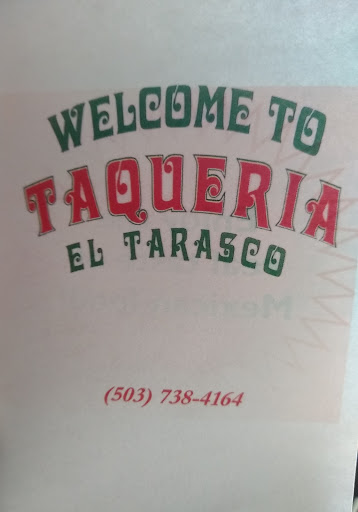 WELCOME TO
TAQUERIA
EL TARASCO
(503) 738-4164